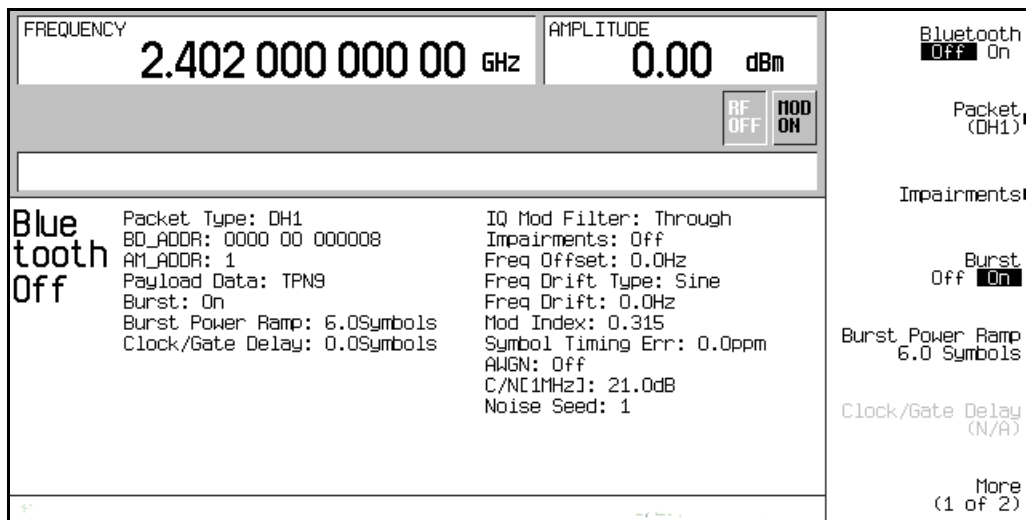 FREQUENCY
2.402 000 000 00 GHz
AMPLITUDE
0.00 dBm
RF
OFF
MOD
ON
Blue
tooth
Off
Packet Type: DH1
BD_ADDR: 0000 00 000008
AM_ADDR: 1
Payload Data: TPN9
Burst: On
Burst Power Ramp: 6.0Symbols
Clock/Gate Delay: 0.0Symbols
IQ Mod Filter: Through
Impairments: Off
Freq Offset: 0.0Hz
Freq Drift Type: Sine
Freq Drift: 0.0Hz
Mod Index: 0.315
Symbol Timing Err: 0.0ppm
AWGN: Off
C/N[1MHz]: 21.0dB
Noise Seed: 1
Bluetooth
Off On
Packet
(DH1)
Impairments
Burst
Off On
Burst Power Ramp
6.0 Symbols
Clock/Gate Delay
(N/A)
More
(1 of 2)